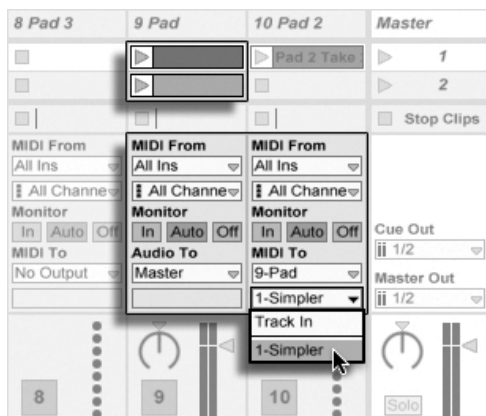 8 Pad 3 9 Pad 10 Pad 2 Master
Pad 2 Take 1
2
Stop Clips
MIDI From MIDI From MIDI From
All Ins All Ins All Ins
All Channe All Channe All Channe
Monitor Monitor Monitor
In Auto Off In Auto Off In Auto Off Cue Out
MIDI To Audio To MIDI To ii 1/2
No Output Master 9-Pad Master Out
1-Simpler ii 1/2
Track In
1-Simpler
8 9 10 Solo